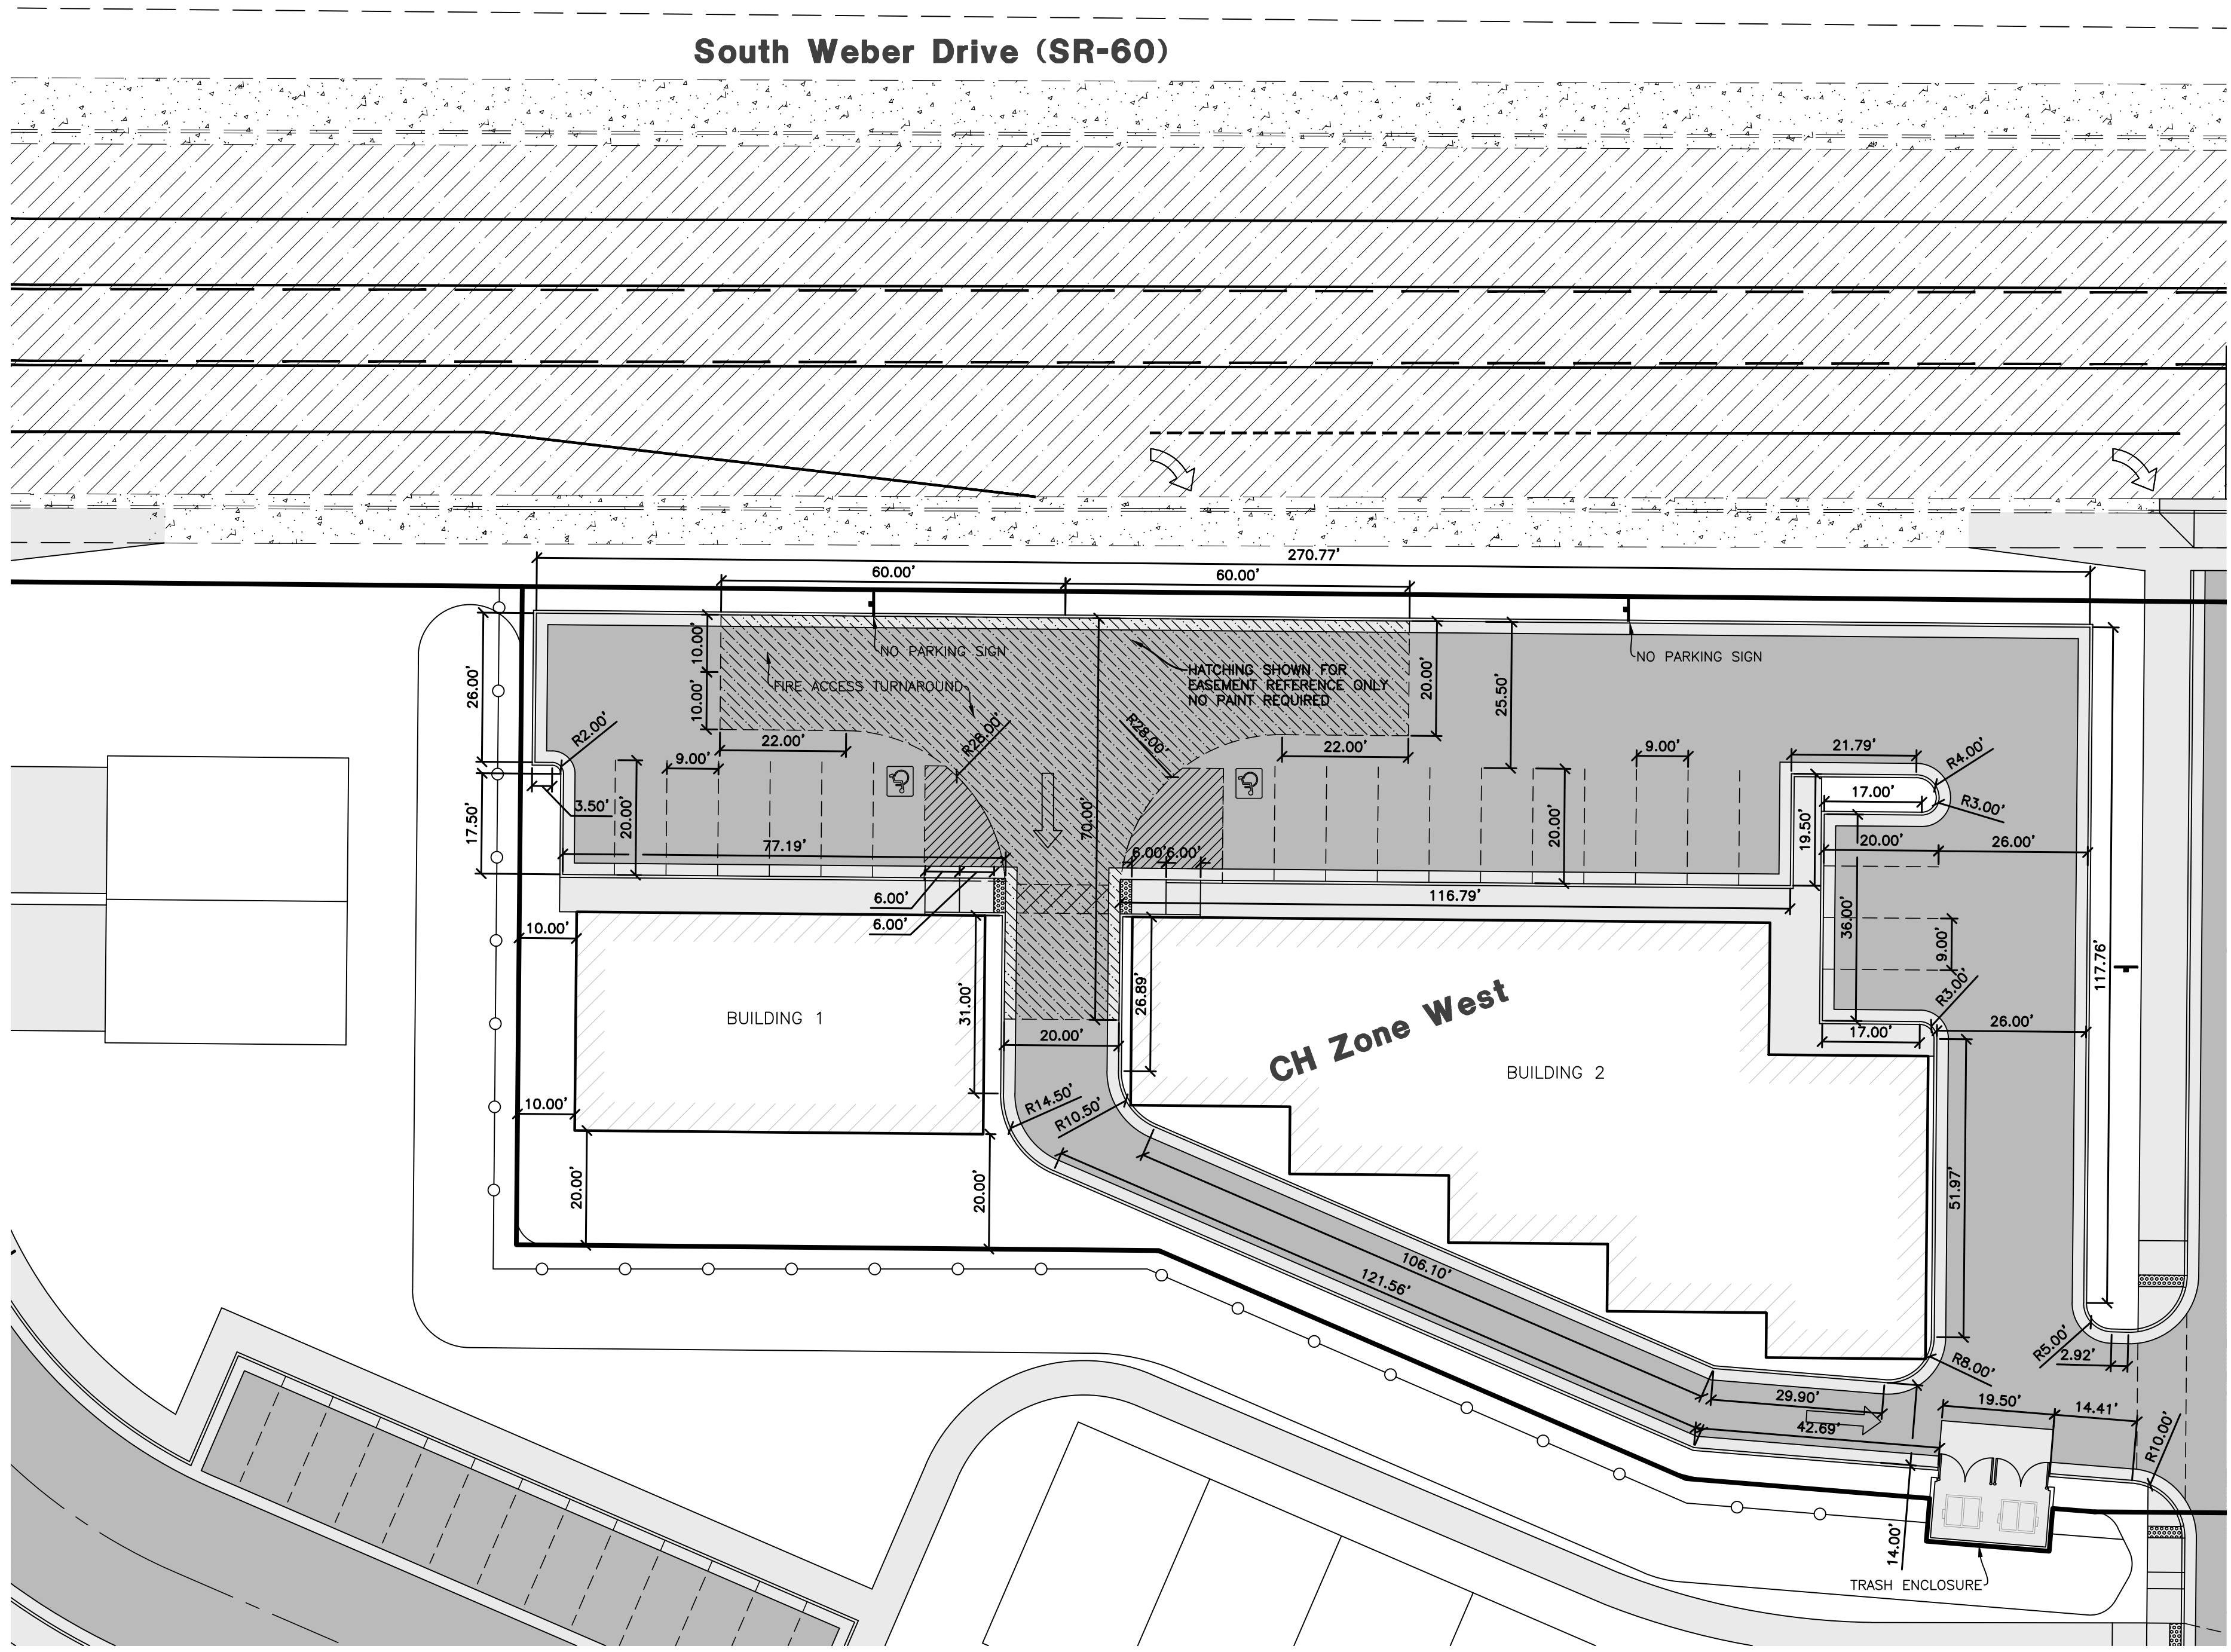 South Weber Drive (SR-60)
270.77'
60.00'
60.00'
26.00'
10.00'
10.00'
NO PARKING SIGN
FIRE ACCESS TURNAROUND
HATCHING SHOWN FOR
EASEMENT REFERENCE ONLY
NO PAINT REQUIRED
20.00'
25.50'
NO PARKING SIGN
R2.00'
22.00'
R28.00'
R28.00'
22.00'
9.00'
9.00'
21.79'
R4.00'
17.50'
3.50'
20.00'
70.00'
20.00'
17.00'
R3.00'
19.50'
77.19'
6.00'
6.00'
20.00'
26.00'
6.00'
6.00'
116.79'
36.00'
9.00'
117.76'
10.00'
31.00'
26.89'
R3.00'
BUILDING 1
20.00'
CH Zone West
BUILDING 2
17.00'
26.00'
10.00'
R14.50'
R10.50'
20.00'
20.00'
51.97'
106.10'
121.56'
R5.00'
2.92'
R8.00'
29.90'
42.69'
19.50'
14.41'
R10.00'
14.00'
TRASH ENCLOSURE